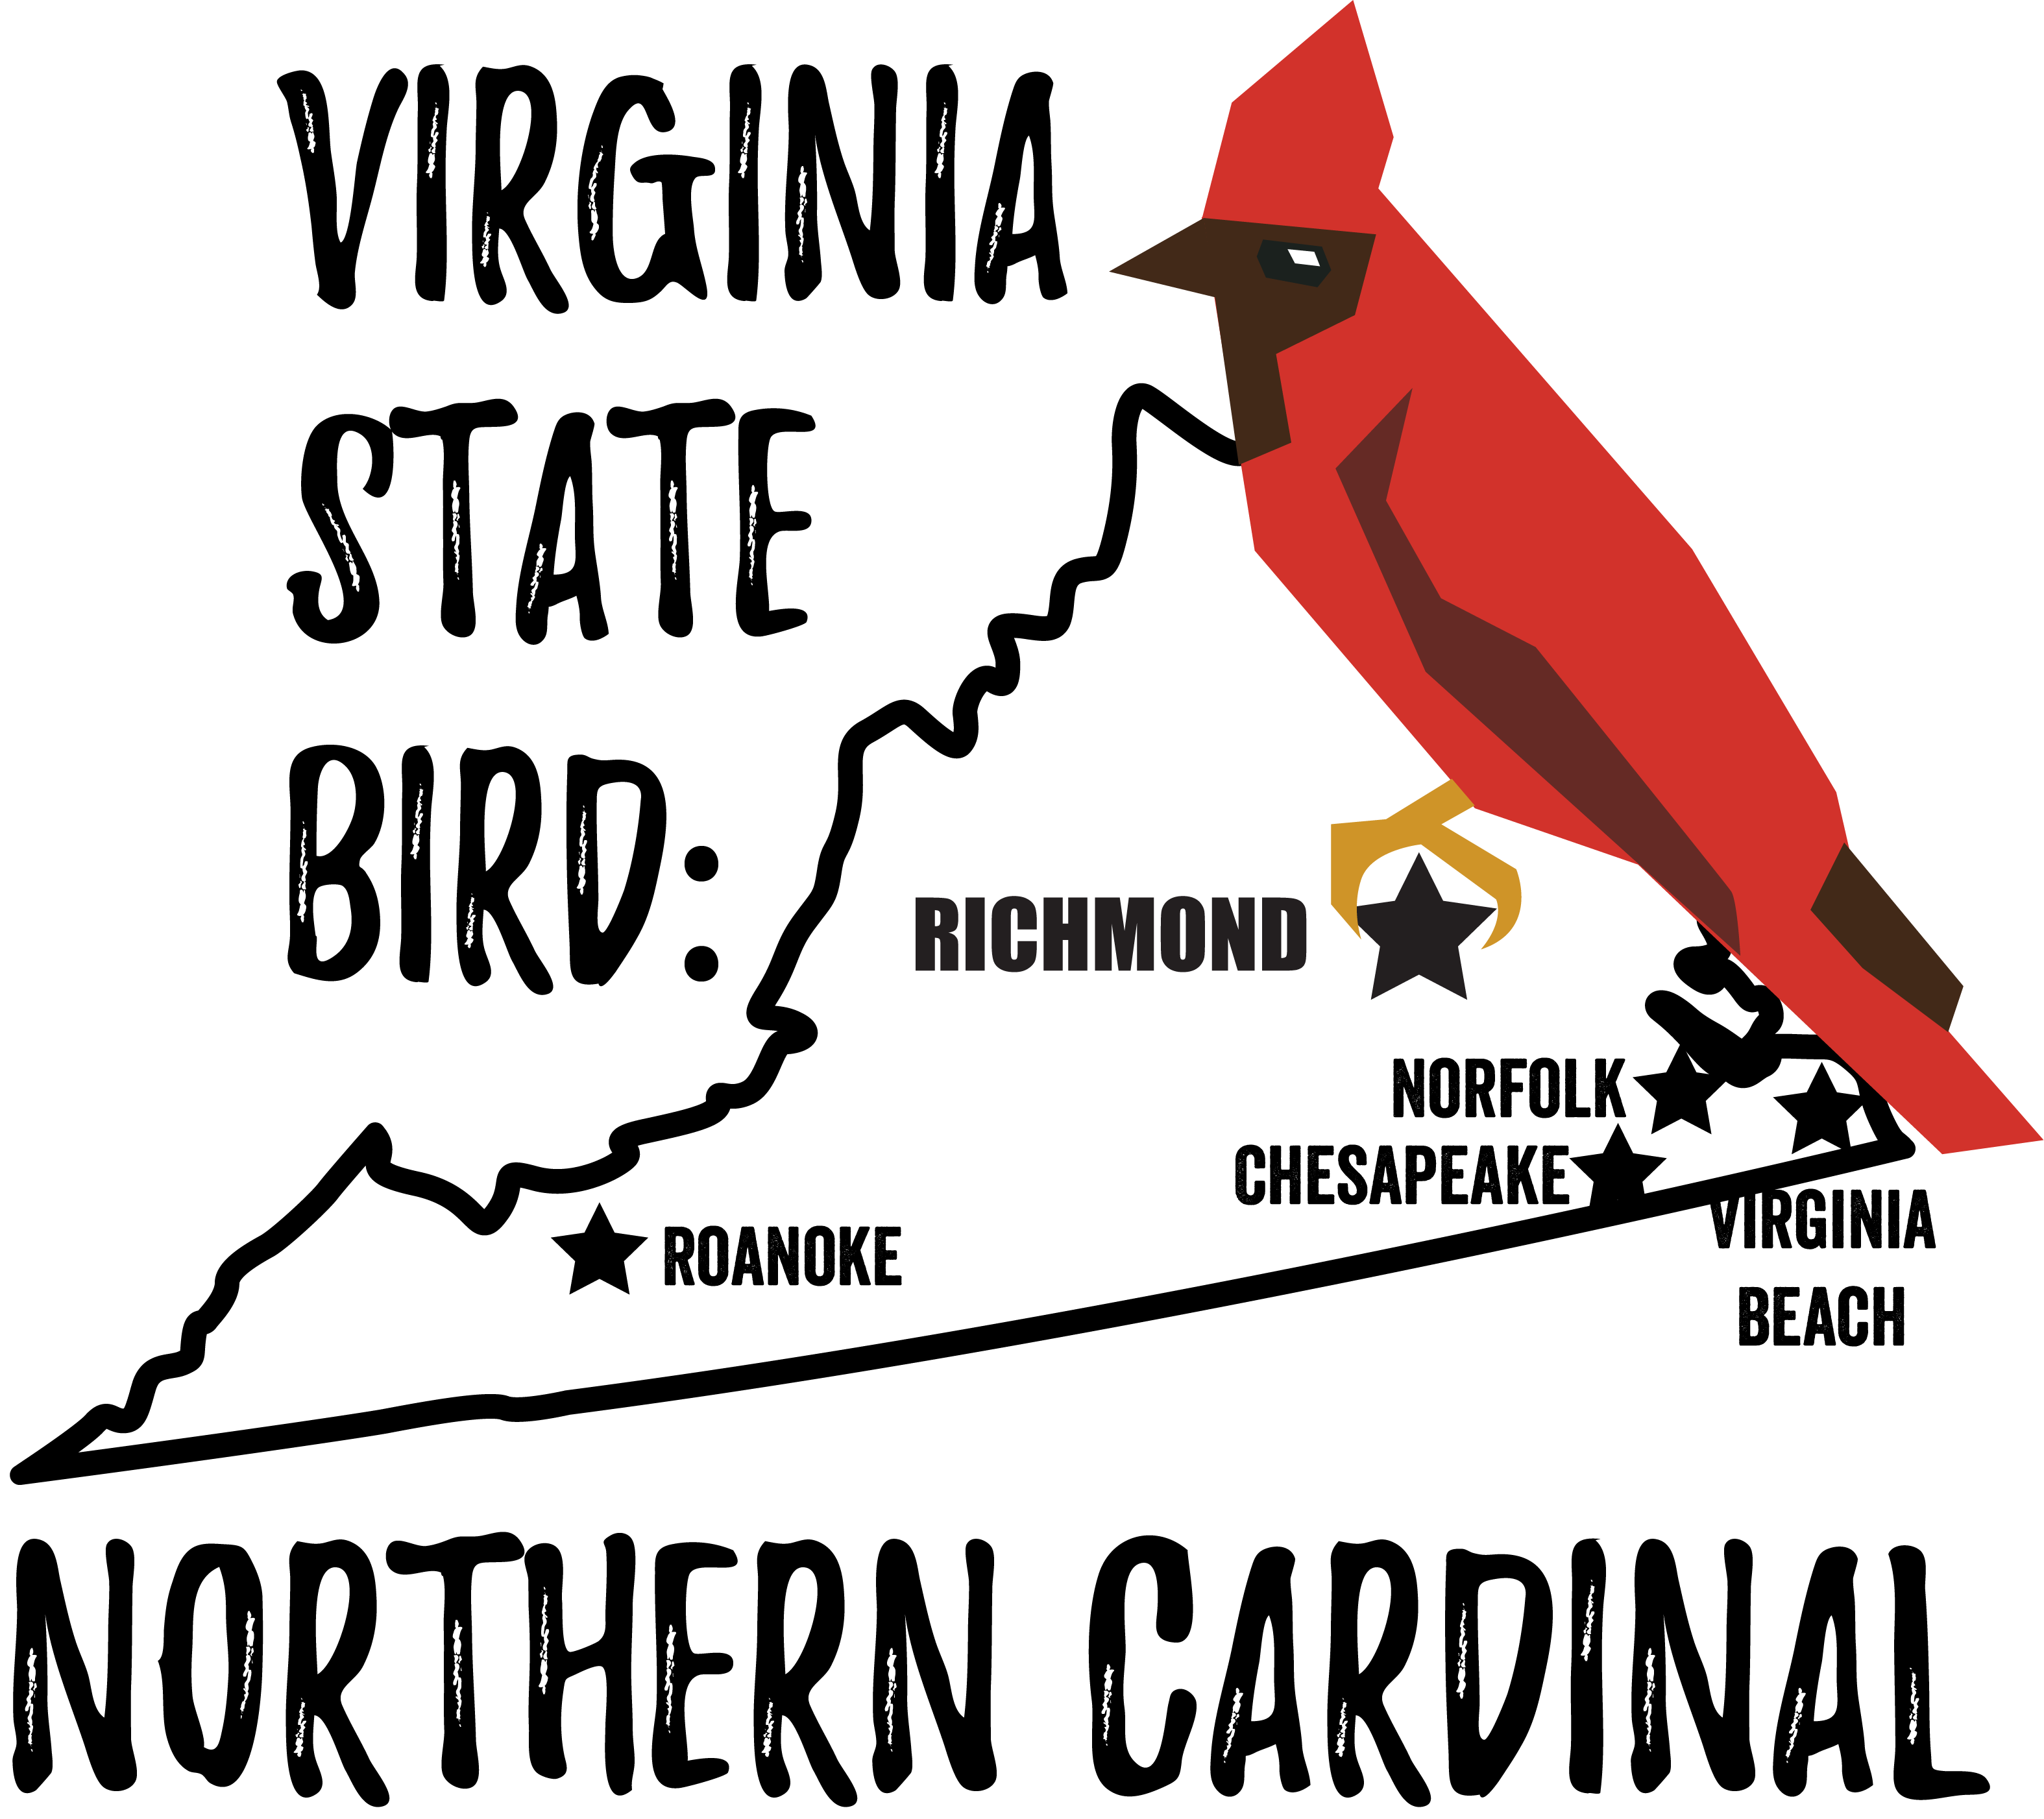 VIRGINIA
STATE
BIRD:
RICHMOND
NORFOLK
CHESAPEAKE
VIRGINIA
BEACH
ROANOKE
NORTHERN CARDINAL